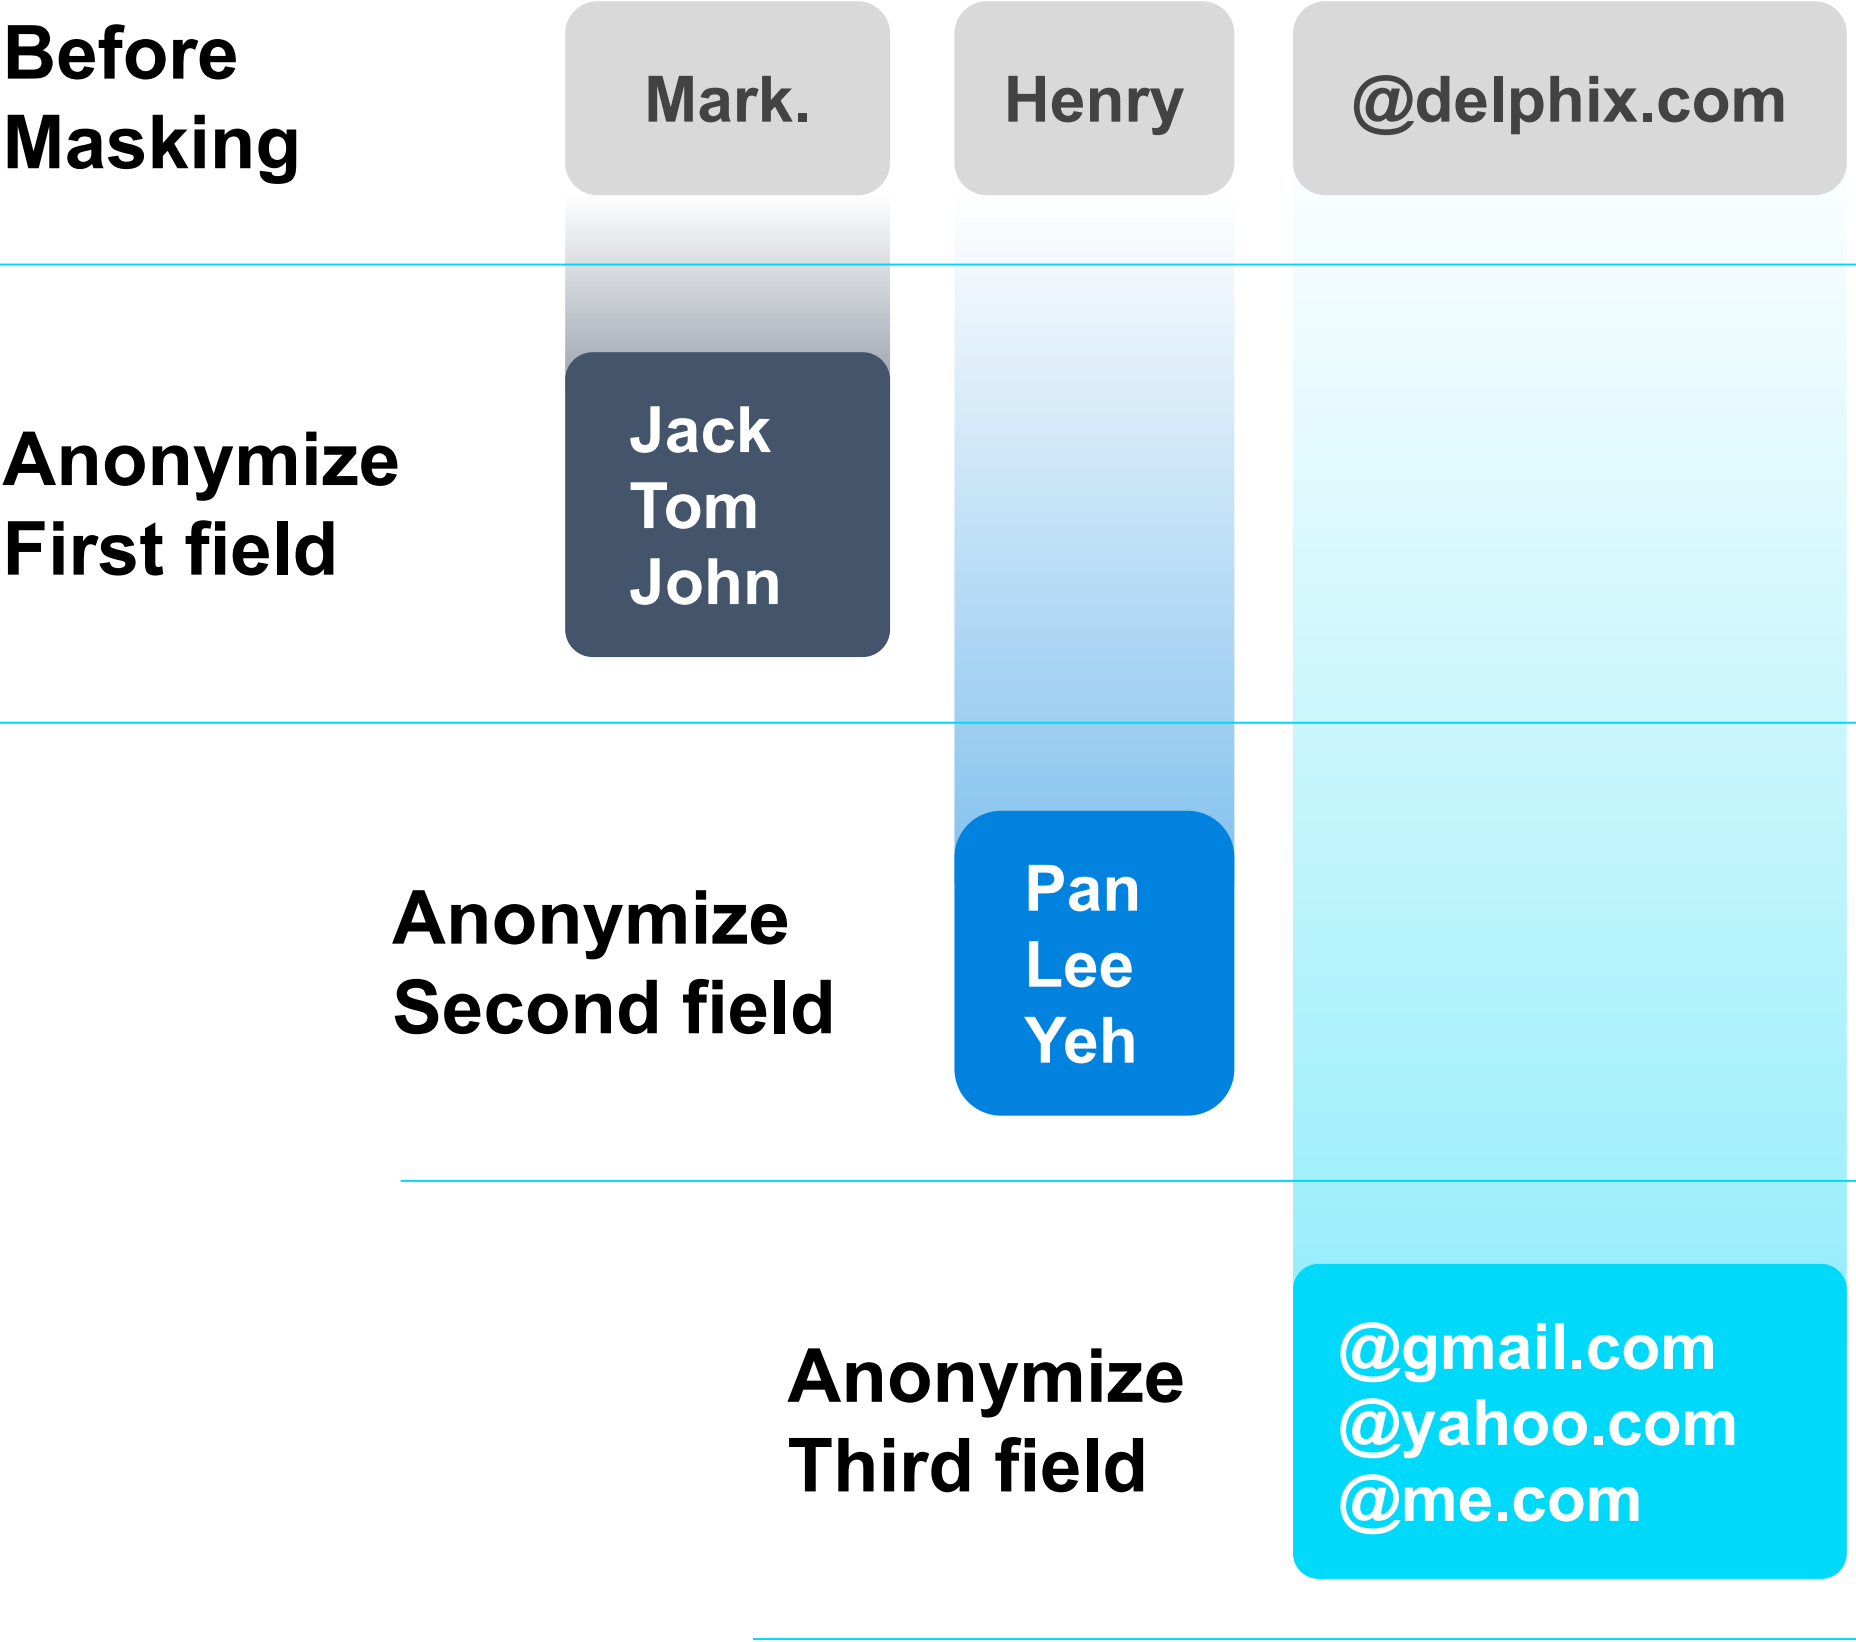 Before
Masking
Mark.
Henry
@delphix.com
Anonymize
First field
Jack
Tom
John
Anonymize
Second field
Pan
Lee
Yeh
Anonymize
Third field
@gmail.com
@yahoo.com
@me.com